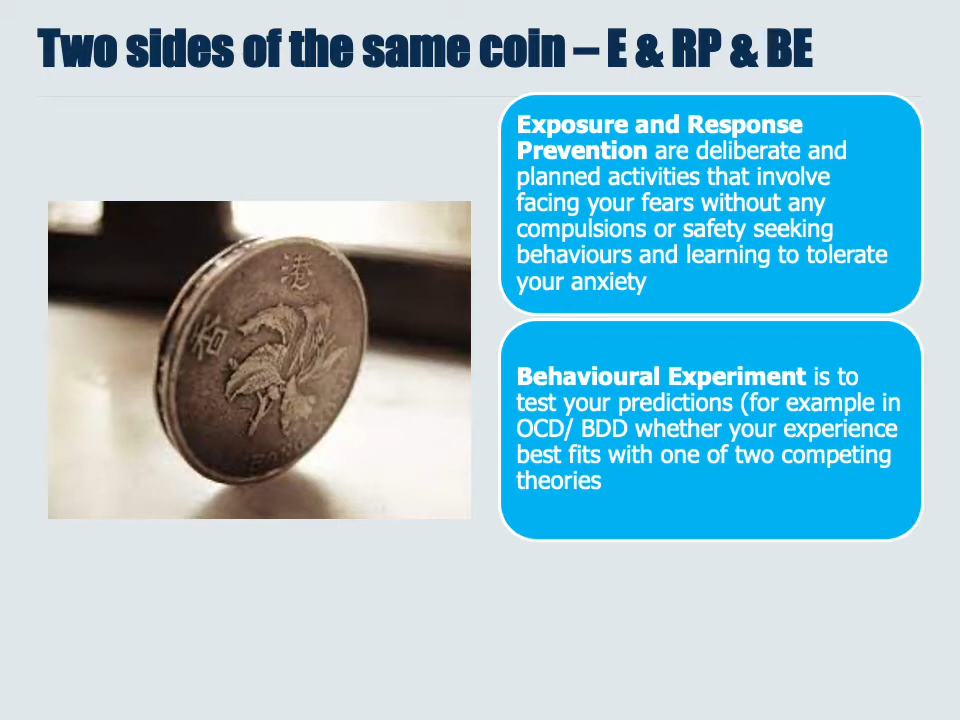 Two sides of the same coin – E & RP & BE
Exposure and Response
Prevention are deliberate and
planned activities that involve
facing your fears without any
compulsions or safety seeking
behaviours and learning to tolerate
your anxiety
港
香
Behavioural Experiment is to
test your predictions (for example in
OCD/ BDD whether your experience
best fits with one of two competing
theories